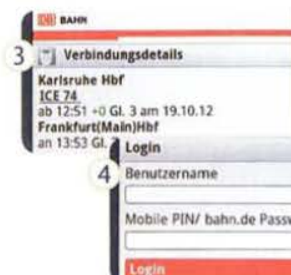 DB BAHN
3 Verbindungsdetails
Karlsruhe Hbf
ICE 74
ab 12:51 +0 Gl. 3 am 19.10.12
Frankfurt(Main)Hbf
an 13:53 Gl.
Login
4 Benutzername
Mobile PIN/ bahn.de Passw
Login